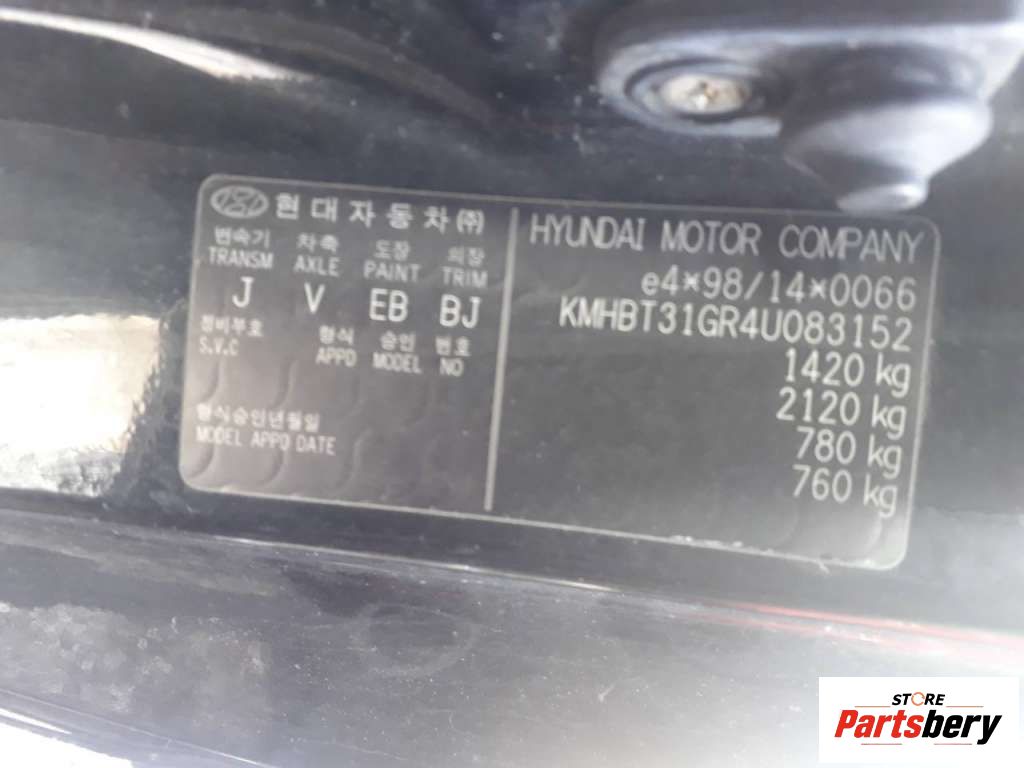 현대자동차㈜
변속기 차축 도장 의장
TRANSM AXLE PAINT TRIM
J V EB BJ
정비부호 형식 승인 번호
S.V.C APPD MODEL NO
형식승인년월일
MODEL APPD DATE
HYUNDAI MOTOR COMPANY
e4*98/14*0066
KMHBT31GR4U083152
1420 kg
2120 kg
780 kg
760 kg
STORE
Partsbery